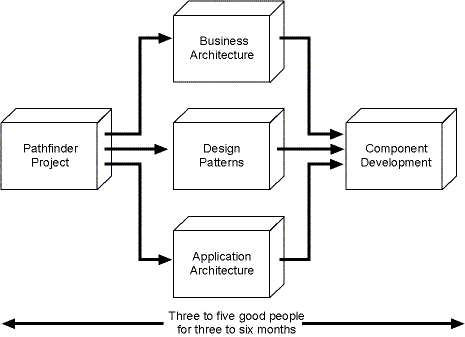 Business
Architecture
Pathfinder
Project
Design
Patterns
Component
Development
Application
Architecture
Three to five good people
for three to six months